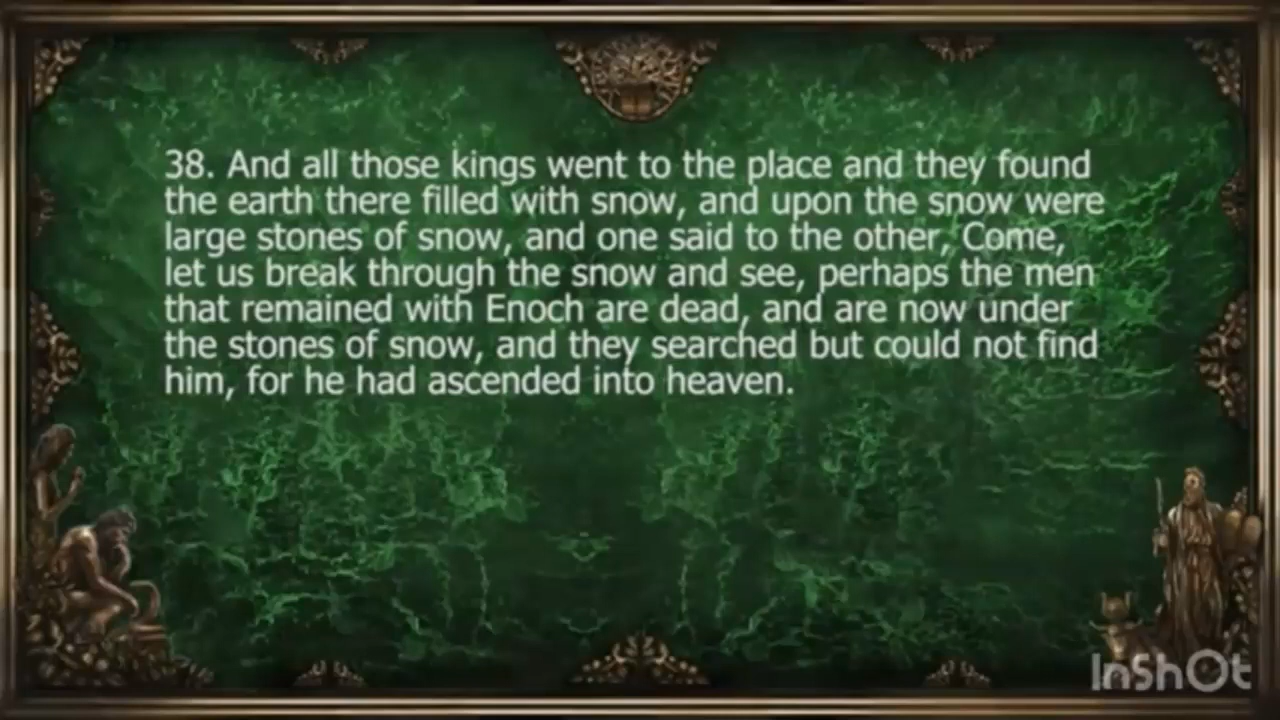 38. And all those kings went to the place and they found
the earth there filled with snow, and upon the snow were
large stones of snow, and one said to the other, Come,
let us break through the snow and see, perhaps the men
that remained with Enoch are dead, and are now under
the stones of snow, and they searched but could not find
him, for he had ascended into heaven.
InShOt